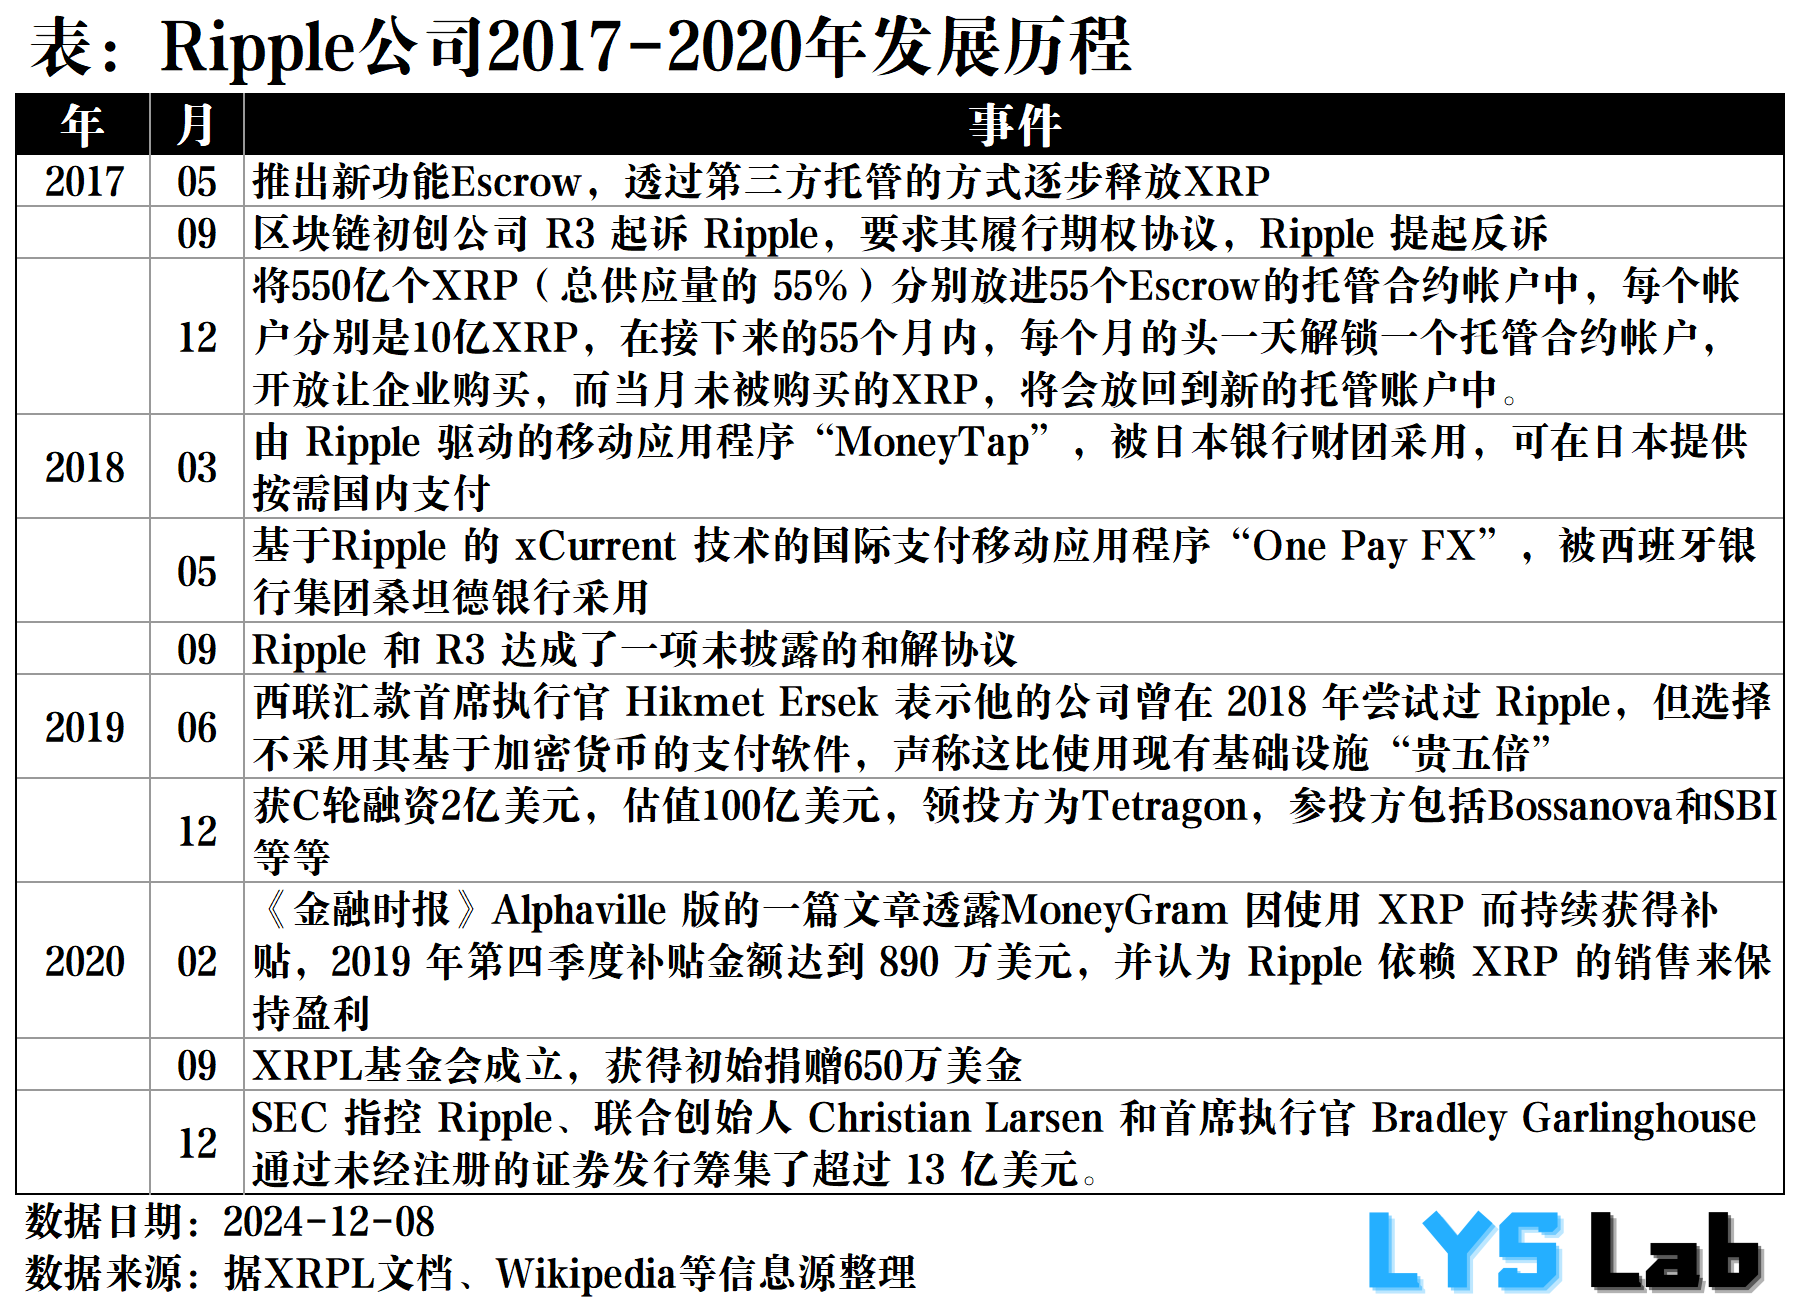 表：Ripple公司2017-2020年发展历程
年 月 事件
2017 05 推出新功能Escrow，透过第三方托管的方式逐步释放XRP
09 区块链初创公司 R3 起诉 Ripple，要求其履行期权协议，Ripple 提起反诉
将550亿个XRP（总供应量的 55%）分别放进55个Escrow的托管合约帐户中，每个帐
12 户分别是10亿XRP，在接下来的55个月内，每个月的头一天解锁一个托管合约帐户，
开放让企业购买，而当月未被购买的XRP，将会放回到新的托管账户中。
2018 03 由 Ripple 驱动的移动应用程序“MoneyTap”，被日本银行财团采用，可在日本提供
按需国内支付
05 基于Ripple 的 xCurrent 技术的国际支付移动应用程序“One Pay FX”，被西班牙银
行集团桑坦德银行采用
09 Ripple 和 R3 达成了一项未披露的和解协议
2019 06 西联汇款首席执行官 Hikmet Ersek 表示他的公司曾在 2018 年尝试过 Ripple，但选择
不采用其基于加密货币的支付软件，声称这比使用现有基础设施“贵五倍”
12 获C轮融资2亿美元，估值100亿美元，领投方为Tetragon，参投方包括Bossanova和SBI
等等
《金融时报》Alphaville 版的一篇文章透露MoneyGram 因使用 XRP 而持续获得补
2020 02 贴，2019 年第四季度补贴金额达到 890 万美元，并认为 Ripple 依赖 XRP 的销售来保
持盈利
09 XRPL基金会成立，获得初始捐赠650万美金
12 SEC 指控 Ripple、联合创始人 Christian Larsen 和首席执行官 Bradley Garlinghouse
通过未经注册的证券发行筹集了超过 13 亿美元。
数据日期：2024-12-08
数据来源：据XRPL文档、Wikipedia等信息源整理
LYS Lab